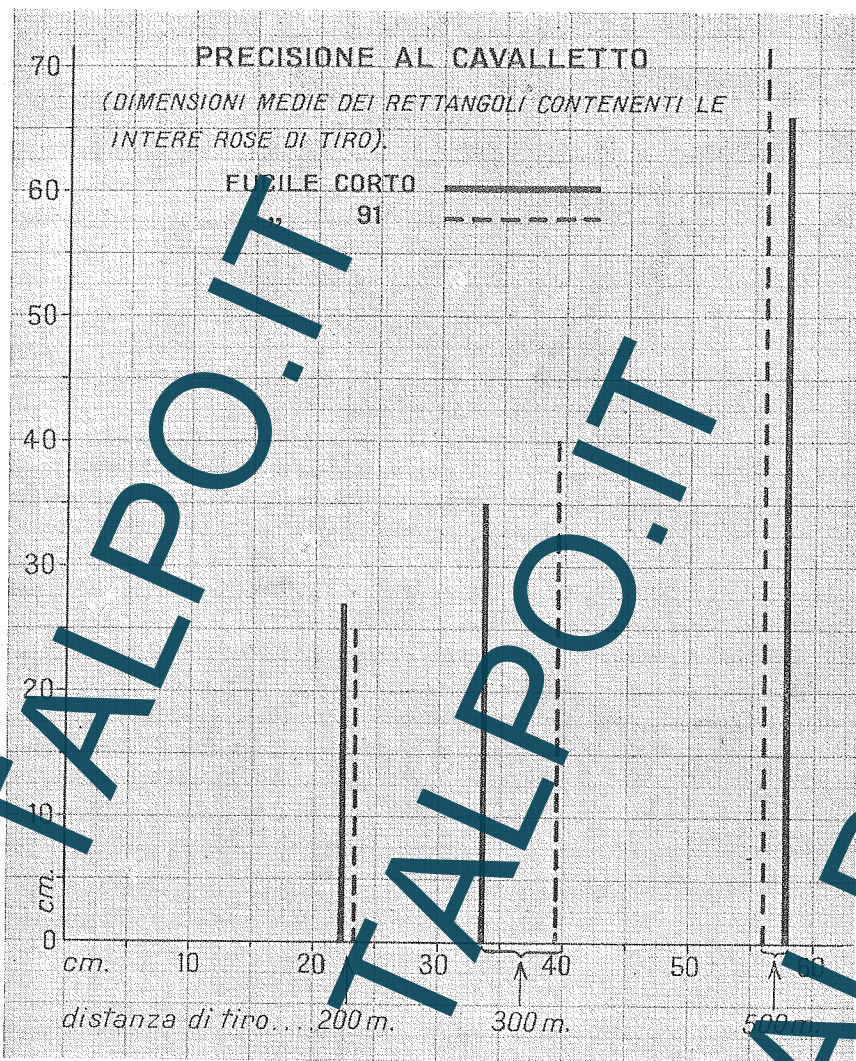 PRECISIONE AL CAVALLETTO
(DIMENSIONI MEDIE DEI RETTANGOLI CONTENENTI LE
INTERE ROSE DI TIRO).
FUCILE CORTO
„ 91
70
60
50
40
30
20
10
0
cm.
cm. 10 20 30 40 50 60
distanza di tiro.... 200 m. 300 m. 500 m.
TALPO.IT
TALPO.IT